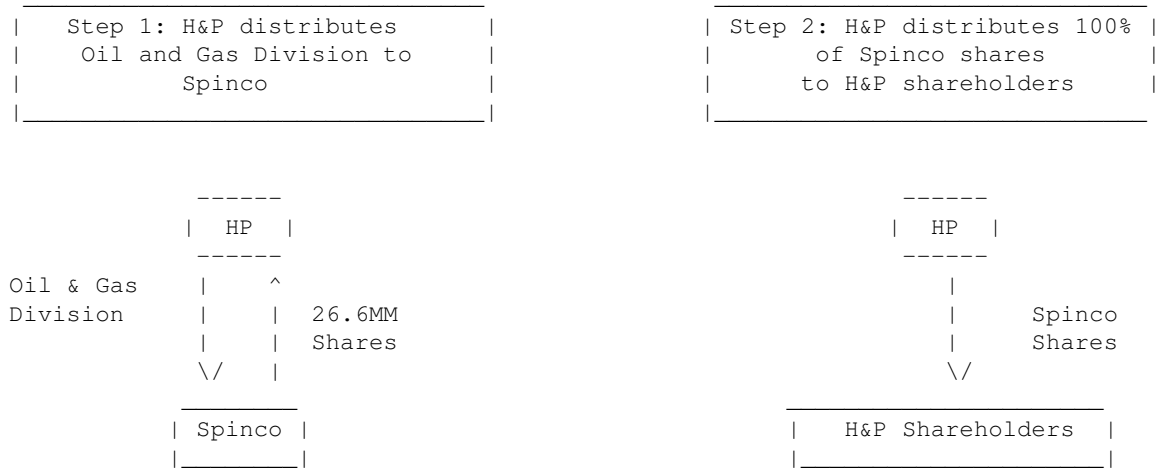 Step 1: H&P distributes
Oil and Gas Division to
Spinco
Step 2: H&P distributes 100%
of Spinco shares
to H&P shareholders
HP
Oil & Gas
Division
26.6MM
Shares
Spinco
HP
Spinco
Shares
H&P Shareholders